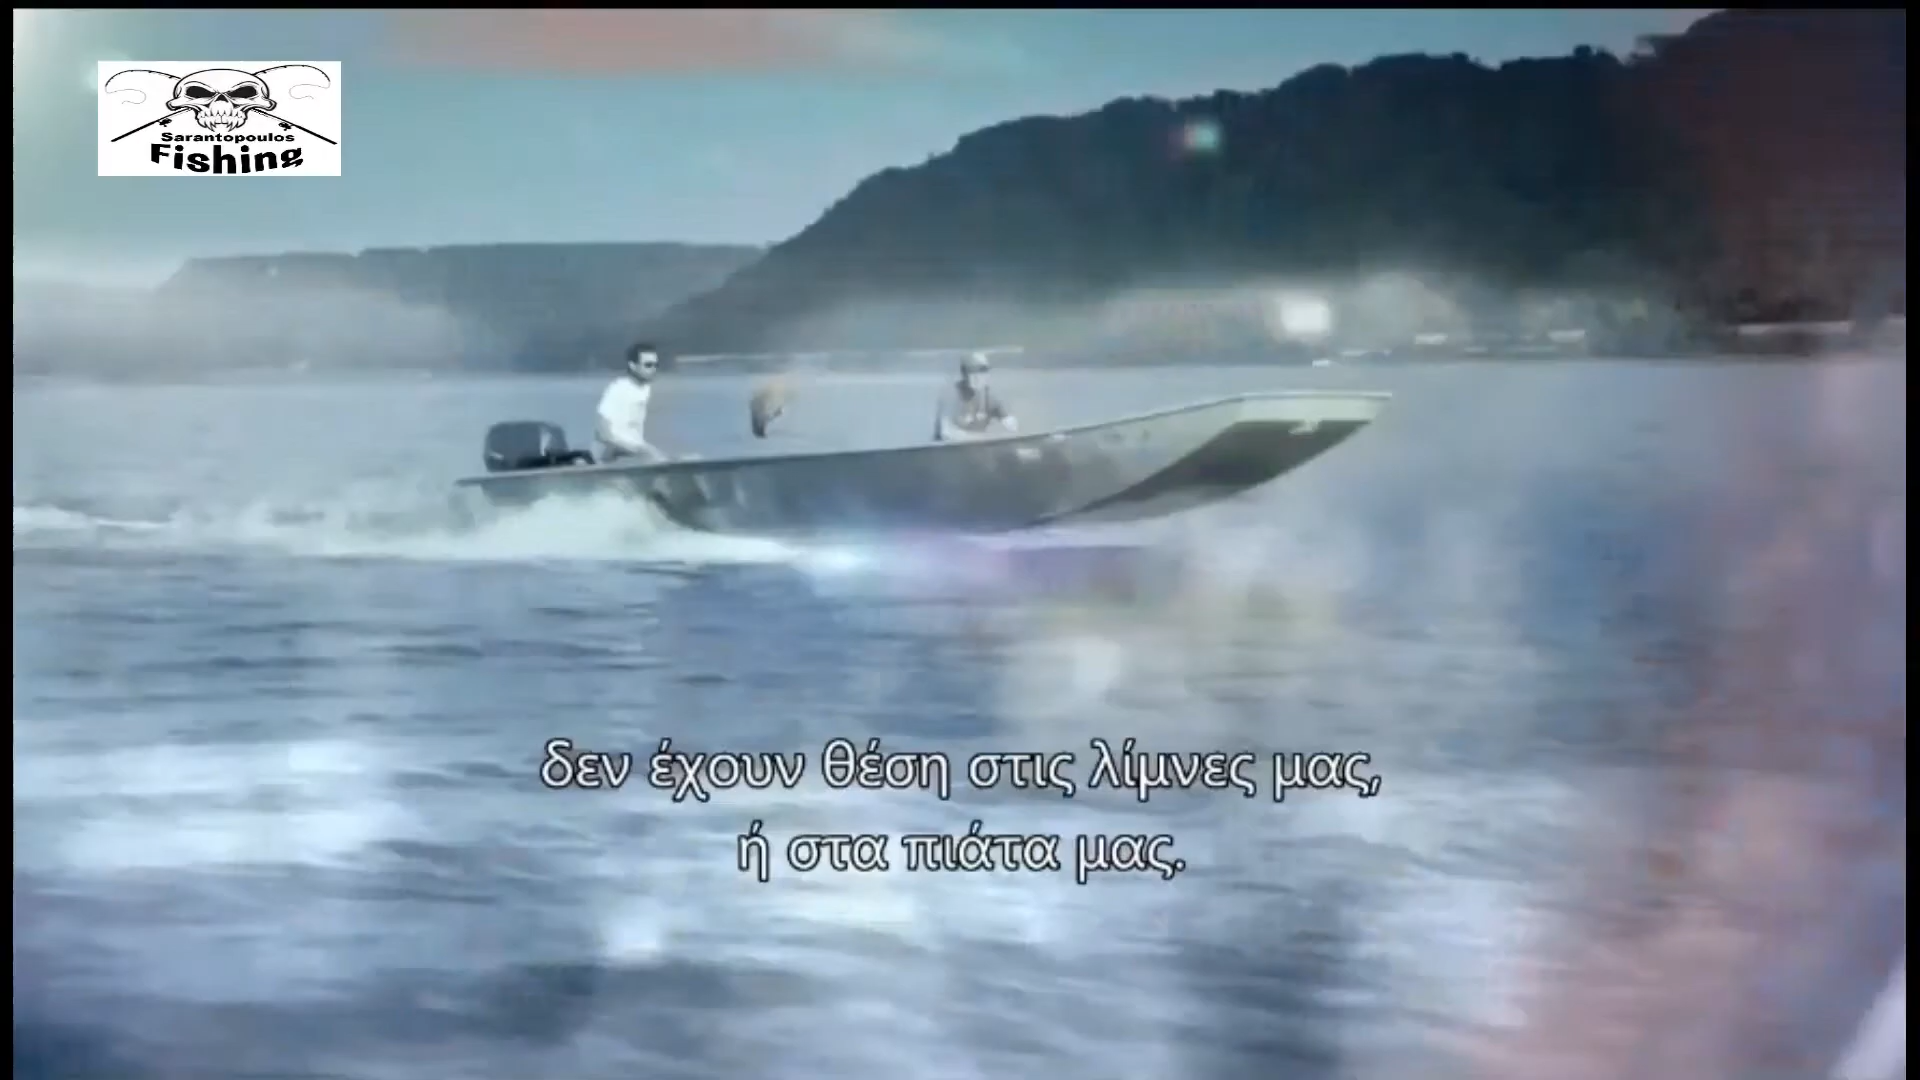 Sarantopoulos
Fishing
δεν έχουν θέση στις λίμνες μας,
ή στα πιάτα μας.